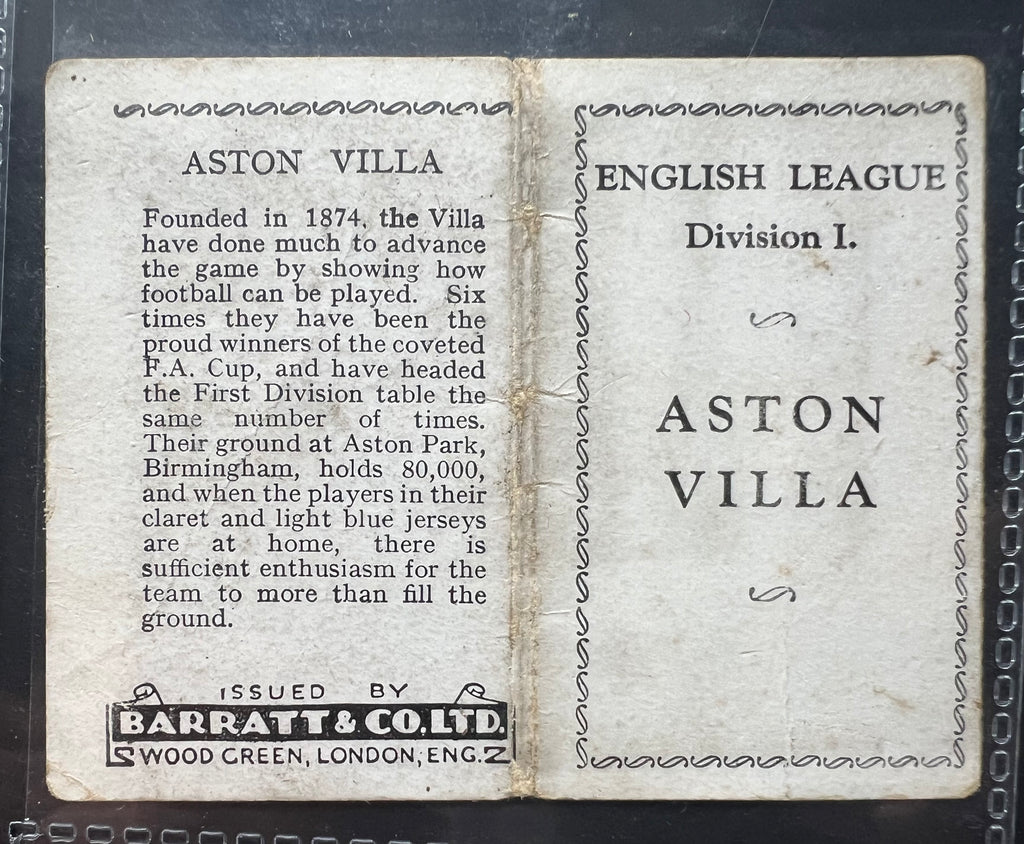 ASTON VILLA
Founded in 1874, the Villa
have done much to advance
the game by showing how
football can be played. Six
times they have been the
proud winners of the coveted
F.A. Cup, and have headed
the First Division table the
same number of times.
Their ground at Aston Park,
Birmingham, holds 80,000,
and when the players in their
claret and light blue jerseys
are at home, there is
sufficient enthusiasm for the
team to more than fill the
ground.
ISSUED BY
BARRATT & CO. LTD.
WOOD GREEN, LONDON, ENG.
ENGLISH LEAGUE
Division I.
ASTON
VILLA